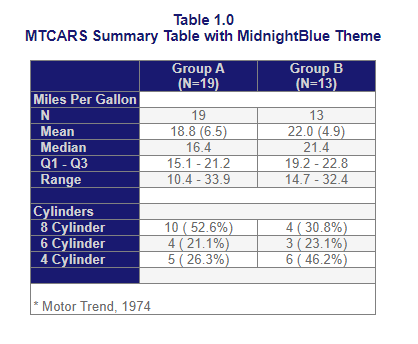 Table 1.0
MTCARS Summary Table with MidnightBlue Theme
Group A Group B
(N=19) (N=13)
Miles Per Gallon
N 19 13
Mean 18.8 (6.5) 22.0 (4.9)
Median 16.4 21.4
Q1 - Q3 15.1 - 21.2 19.2 - 22.8
Range 10.4 - 33.9 14.7 - 32.4
Cylinders
8 Cylinder 10 ( 52.6%) 4 ( 30.8%)
6 Cylinder 4 ( 21.1%) 3 ( 23.1%)
4 Cylinder 5 ( 26.3%) 6 ( 46.2%)
* Motor Trend, 1974